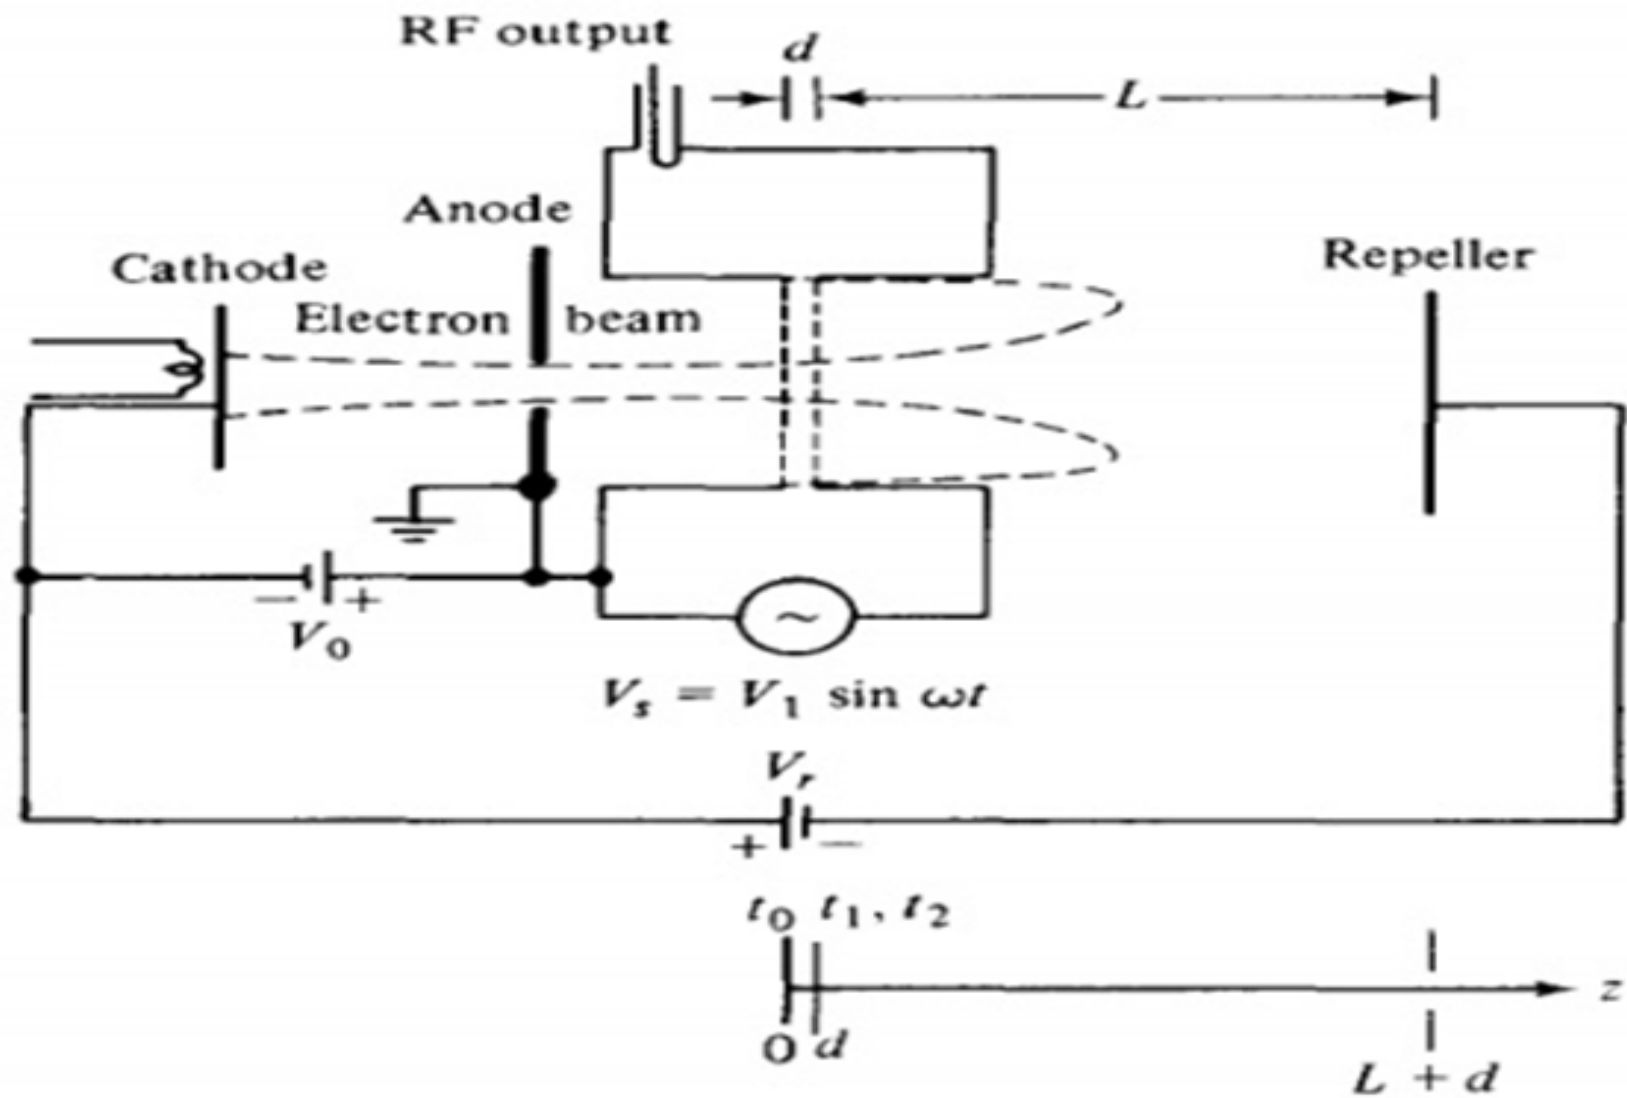 RF output
d
L
Anode
Cathode
Repeller
Electron beam
− +
V₀
Vₛ = V₁ sin ωt
Vᵣ
+ −
t₀ t₁, t₂
z
0 d
L + d